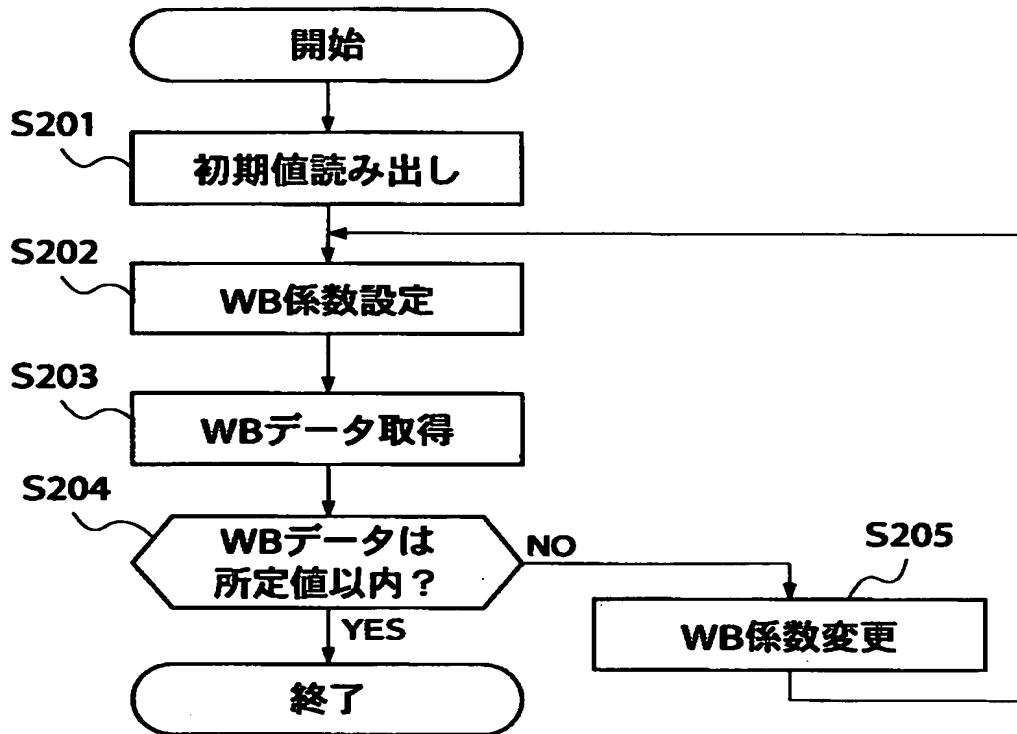 開始
S201
初期値読み出し
S202
WB係数設定
S203
WBデータ取得
S204
WBデータは
所定値以内？
NO
S205
WB係数変更
YES
終了